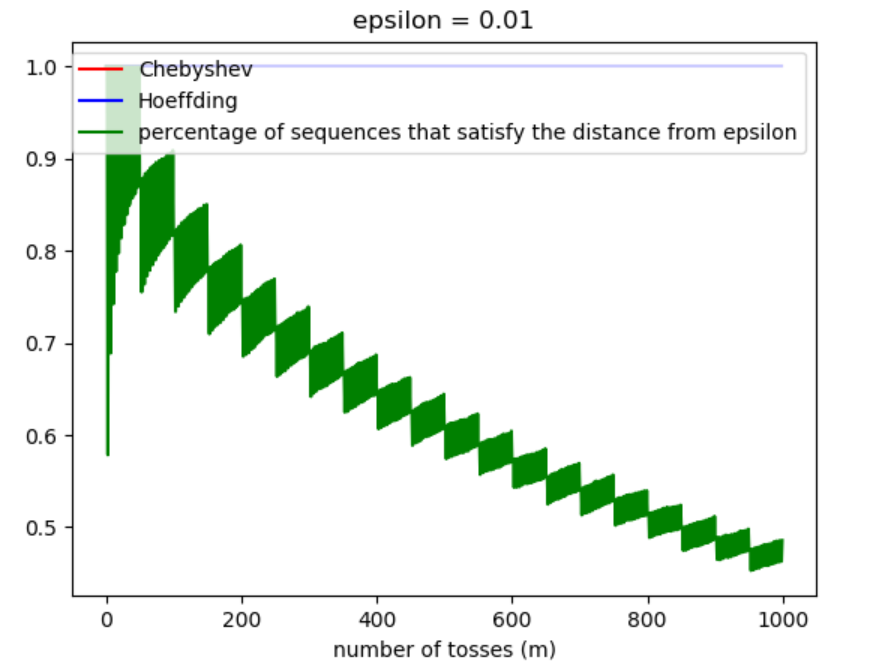 epsilon = 0.01
1.0
Chebyshev
Hoeffding
percentage of sequences that satisfy the distance from epsilon
0.9
0.8
0.7
0.6
0.5
0 200 400 600 800 1000
number of tosses (m)